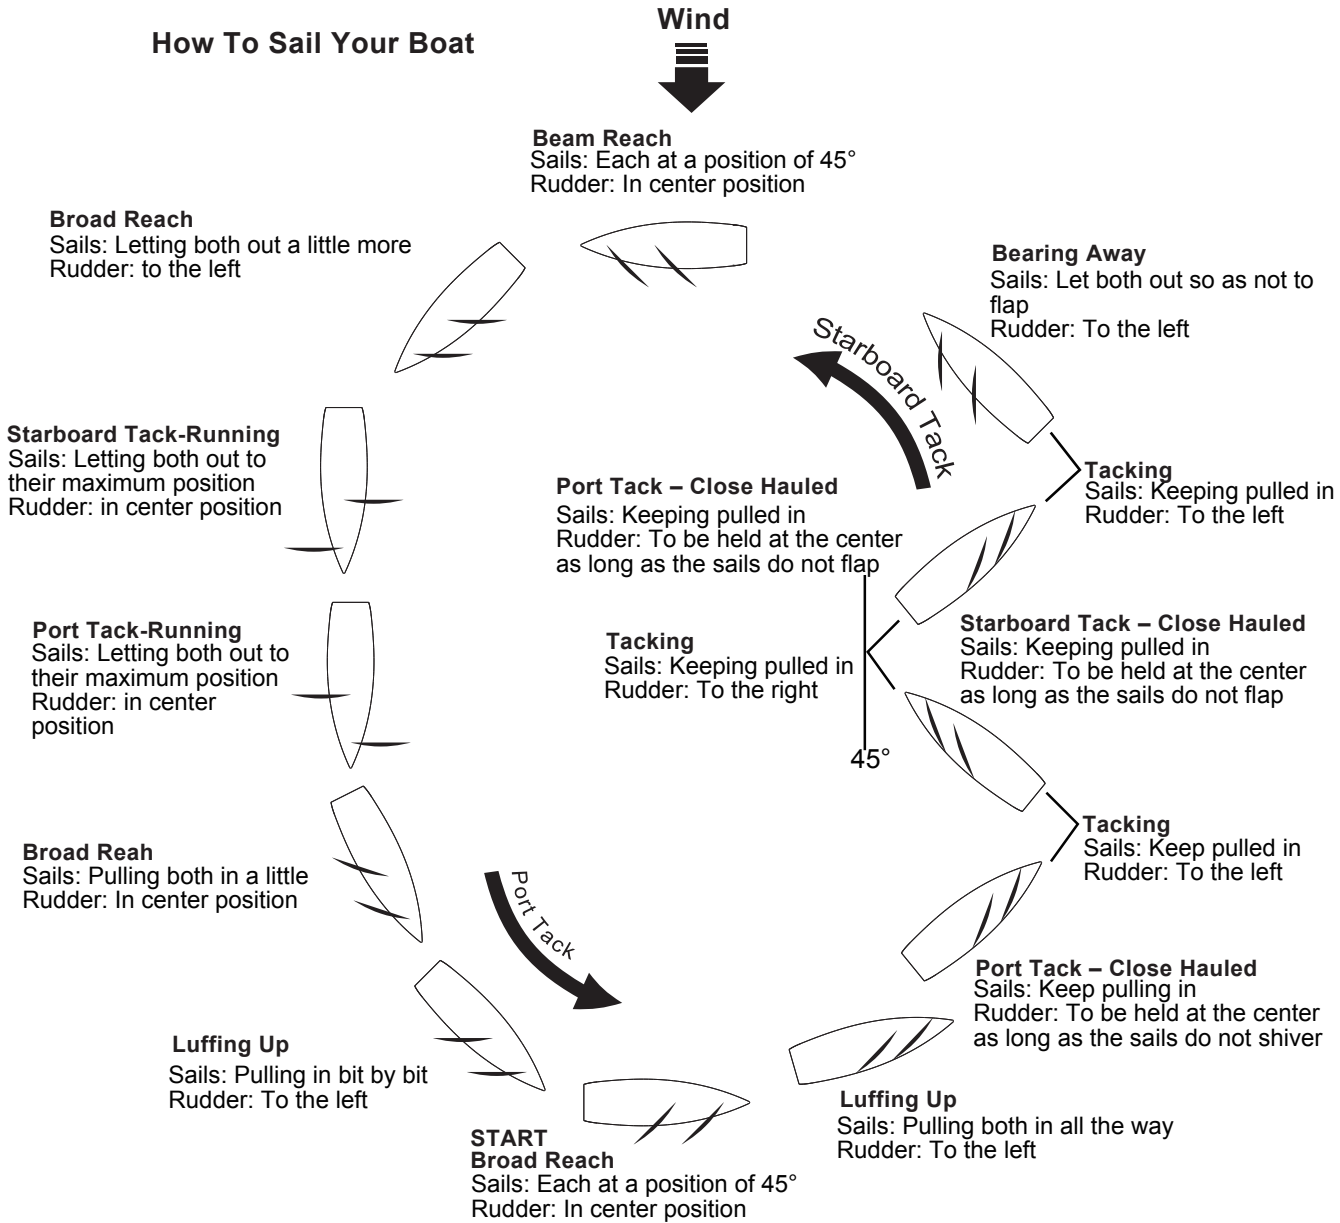 How To Sail Your Boat
Wind
Beam Reach
Sails: Each at a position of 45°
Rudder: In center position
Broad Reach
Sails: Letting both out a little more
Rudder: to the left
Bearing Away
Sails: Let both out so as not to
flap
Rudder: To the left
Starboard Tack
Starboard Tack-Running
Sails: Letting both out to
their maximum position
Rudder: in center position
Port Tack – Close Hauled
Sails: Keeping pulled in
Rudder: To be held at the center
as long as the sails do not flap
Tacking
Sails: Keeping pulled in
Rudder: To the left
Port Tack-Running
Sails: Letting both out to
their maximum position
Rudder: in center
position
Tacking
Sails: Keeping pulled in
Rudder: To the right
45°
Starboard Tack – Close Hauled
Sails: Keeping pulled in
Rudder: To be held at the center
as long as the sails do not flap
Broad Reah
Sails: Pulling both in a little
Rudder: In center position
Port Tack
Tacking
Sails: Keep pulled in
Rudder: To the left
Port Tack – Close Hauled
Sails: Keep pulling in
Rudder: To be held at the center
as long as the sails do not shiver
Luffing Up
Sails: Pulling in bit by bit
Rudder: To the left
Luffing Up
Sails: Pulling both in all the way
Rudder: To the left
START
Broad Reach
Sails: Each at a position of 45°
Rudder: In center position